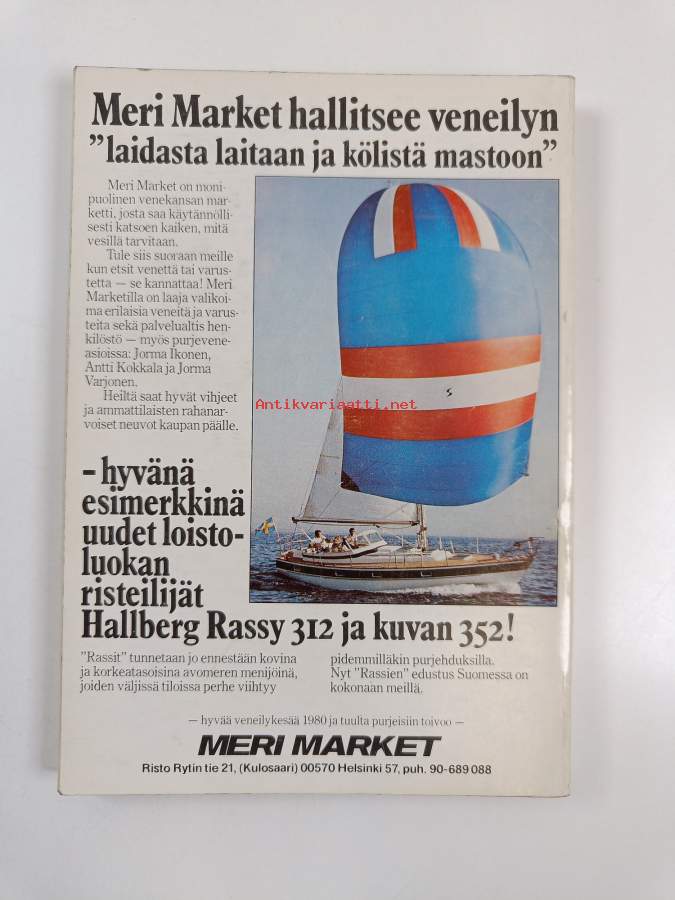 Meri Market hallitsee veneilyn
”laidasta laitaan ja kölistä mastoon”
Meri Market on moni-
puolinen venekansan mar-
ketti, josta saa käytännölli-
sesti katsoen kaiken, mitä
vesillä tarvitaan.
Tule siis suoraan meille
kun etsit venettä tai varus-
tetta — se kannattaa! Meri
Marketilla on laaja valikoi-
ma erilaisia veneitä ja varus-
teita sekä palvelualtis hen-
kilöstö — myös purjevene-
asioissa: Jorma Ikonen,
Antti Kokkala ja Jorma
Varjonen.
Heiltä saat hyvät vihjeet
ja ammattilaisten rahanar-
voiset neuvot kaupan päälle.
Antikvariaatti.net
S
– hyvänä
esimerkkinä
uudet loisto-
luokan
risteilijät
Hallberg Rassy 312 ja kuvan 352!
”Rassit” tunnetaan jo ennestään kovina
ja korkeatasoisina avomeren menijöinä,
joiden väljissä tiloissa perhe viihtyy
pidemmilläkin purjehduksilla.
Nyt ”Rassien” edustus Suomessa on
kokonaan meillä.
— hyvää veneilykesää 1980 ja tuulta purjeisiin toivoo —
MERI MARKET
Risto Rytin tie 21, (Kulosaari) 00570 Helsinki 57, puh. 90-689 088